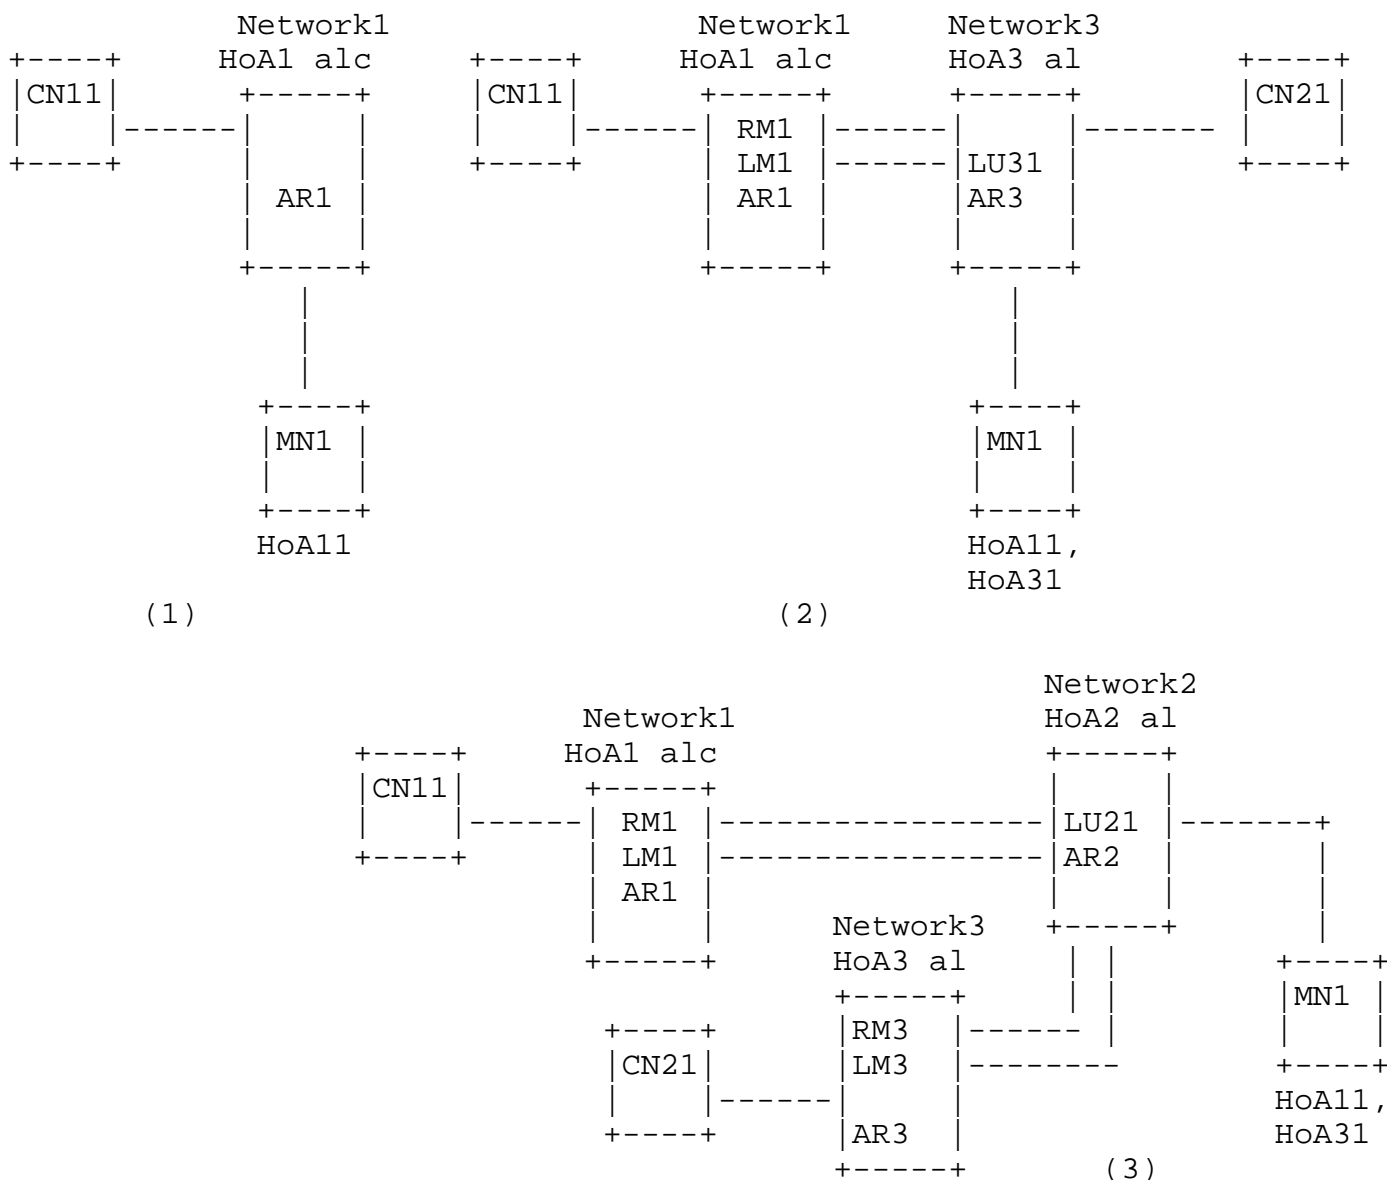 Network1 Network1 Network3
HoA1 alc HoA1 alc HoA3 al
CN11 CN11 CN21
RM1
LM1 LU31
AR1 AR1 AR3
MN1 MN1
HoA11 HoA11,
HoA31
(1) (2)
Network2
Network1 HoA2 al
HoA1 alc
CN11
RM1 LU21
LM1 AR2
AR1
Network3
HoA3 al
MN1
RM3
CN21 LM3
HoA11,
AR3 HoA31
(3)